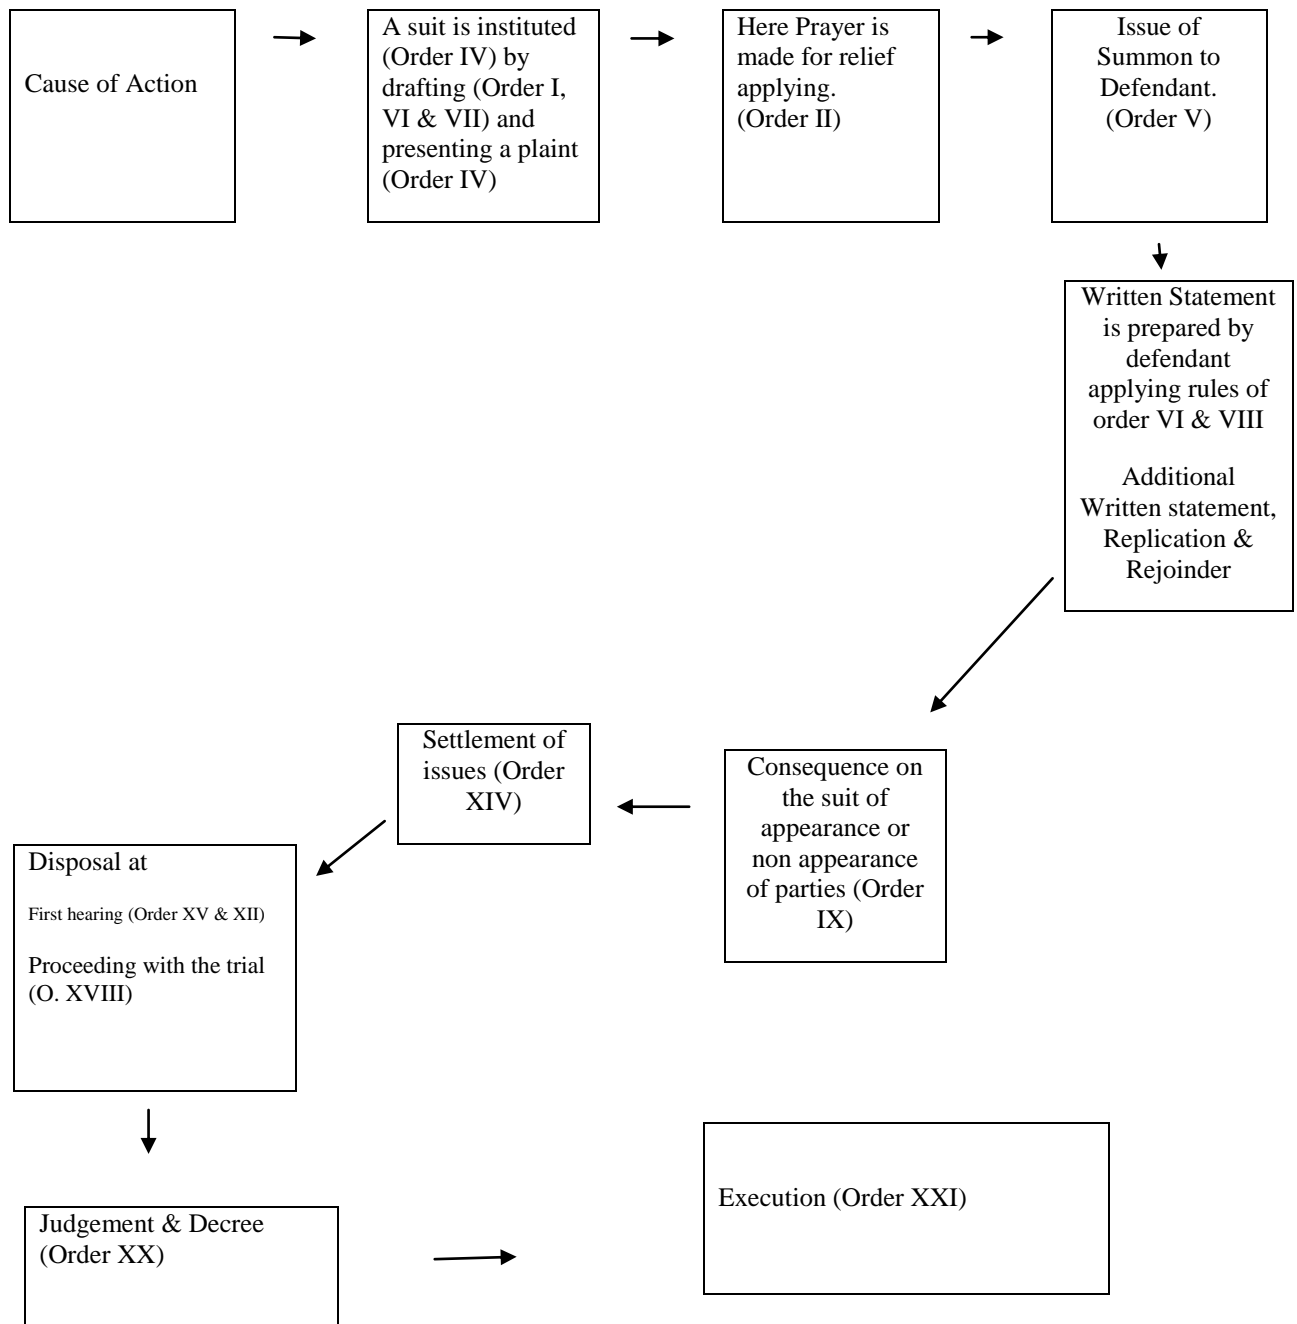 Cause of Action
A suit is instituted
(Order IV) by
drafting (Order I,
VI & VII) and
presenting a plaint
(Order IV)
Here Prayer is
made for relief
applying.
(Order II)
Issue of
Summon to
Defendant.
(Order V)
Written Statement
is prepared by
defendant
applying rules of
order VI & VIII
Additional
Written statement,
Replication &
Rejoinder
Consequence on
the suit of
appearance or
non appearance
of parties (Order
IX)
Settlement of
issues (Order
XIV)
Disposal at
First hearing (Order XV & XII)
Proceeding with the trial
(O. XVIII)
Judgement & Decree
(Order XX)
Execution (Order XXI)